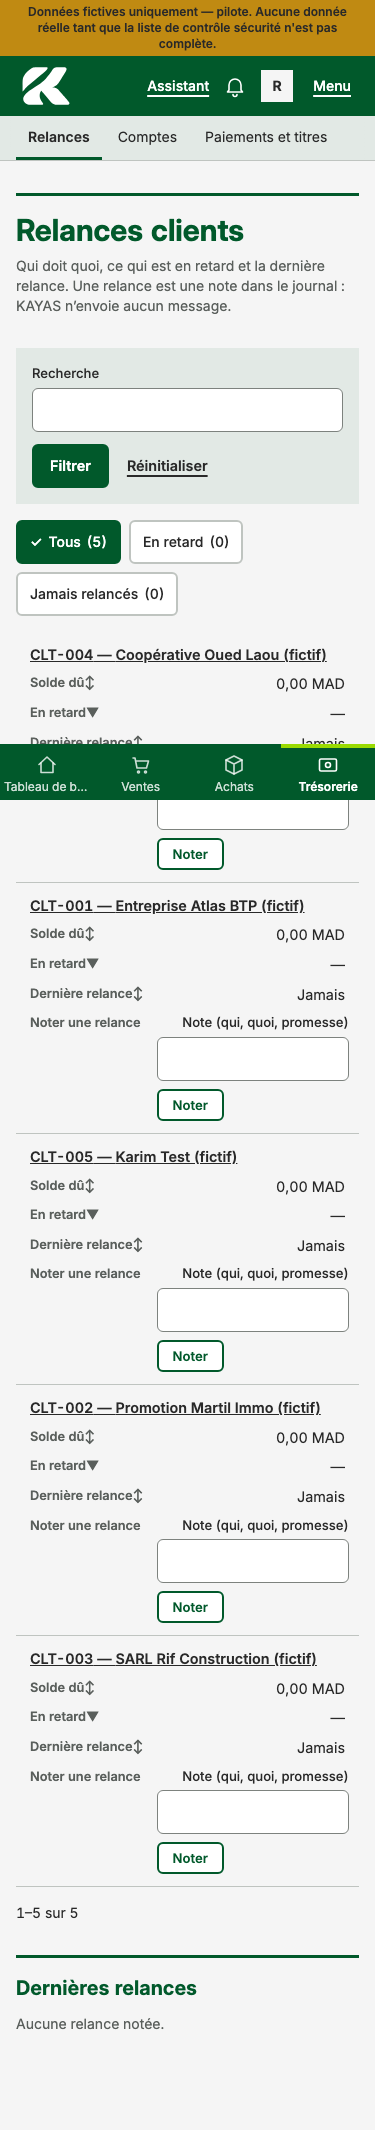 Données fictives uniquement — pilote. Aucune donnée
réelle tant que la liste de contrôle sécurité n'est pas
complète.
Assistant
R
Menu
Relances
Comptes
Paiements et titres
Relances clients
Qui doit quoi, ce qui est en retard et la dernière
relance. Une relance est une note dans le journal :
KAYAS n’envoie aucun message.
Recherche
Filtrer
Réinitialiser
✓ Tous (5)
En retard (0)
Jamais relancés (0)
CLT-004 — Coopérative Oued Laou (fictif)
Solde dû↕ 0,00 MAD
En retard▼ —
Dernière relance↕ Jamais
Tableau de b…
Ventes
Achats
Trésorerie
Noter
CLT-001 — Entreprise Atlas BTP (fictif)
Solde dû↕ 0,00 MAD
En retard▼ —
Dernière relance↕ Jamais
Noter une relance Note (qui, quoi, promesse)
Noter
CLT-005 — Karim Test (fictif)
Solde dû↕ 0,00 MAD
En retard▼ —
Dernière relance↕ Jamais
Noter une relance Note (qui, quoi, promesse)
Noter
CLT-002 — Promotion Martil Immo (fictif)
Solde dû↕ 0,00 MAD
En retard▼ —
Dernière relance↕ Jamais
Noter une relance Note (qui, quoi, promesse)
Noter
CLT-003 — SARL Rif Construction (fictif)
Solde dû↕ 0,00 MAD
En retard▼ —
Dernière relance↕ Jamais
Noter une relance Note (qui, quoi, promesse)
Noter
1–5 sur 5
Dernières relances
Aucune relance notée.